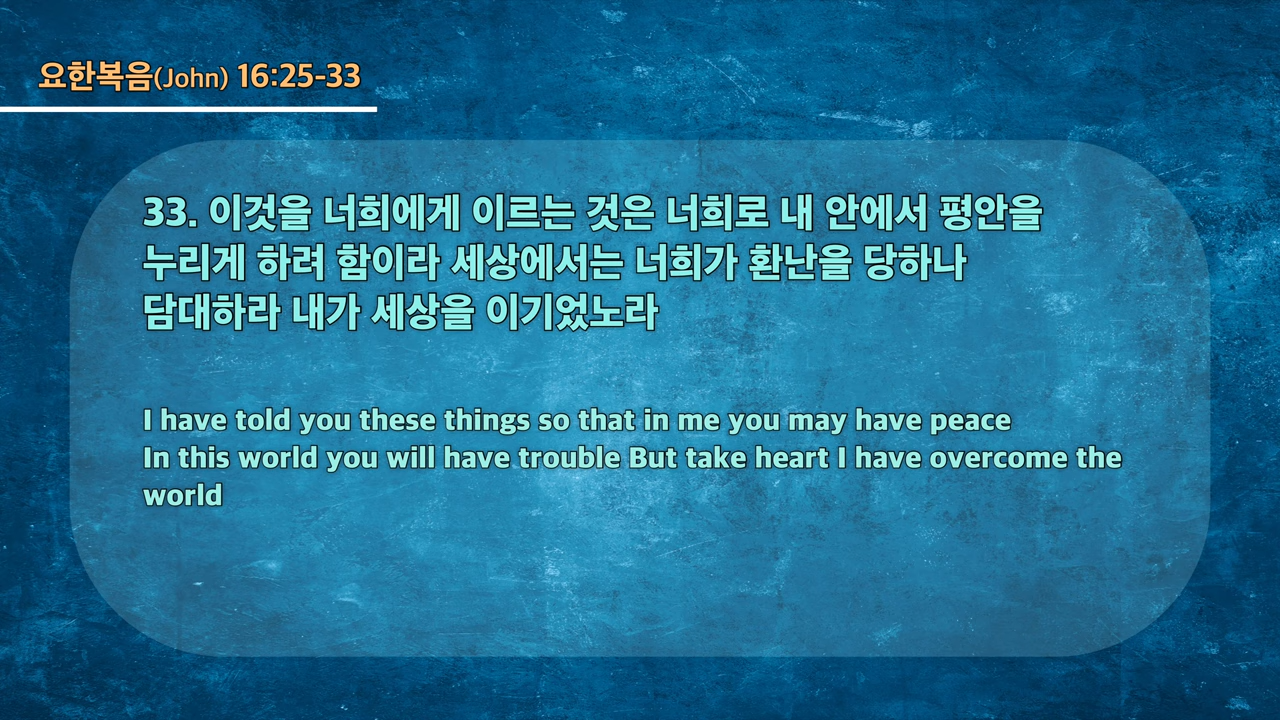 요한복음(John) 16:25-33
33. 이것을 너희에게 이르는 것은 너희로 내 안에서 평안을
누리게 하려 함이라 세상에서는 너희가 환난을 당하나
담대하라 내가 세상을 이기었노라
I have told you these things so that in me you may have peace
In this world you will have trouble But take heart I have overcome the
world